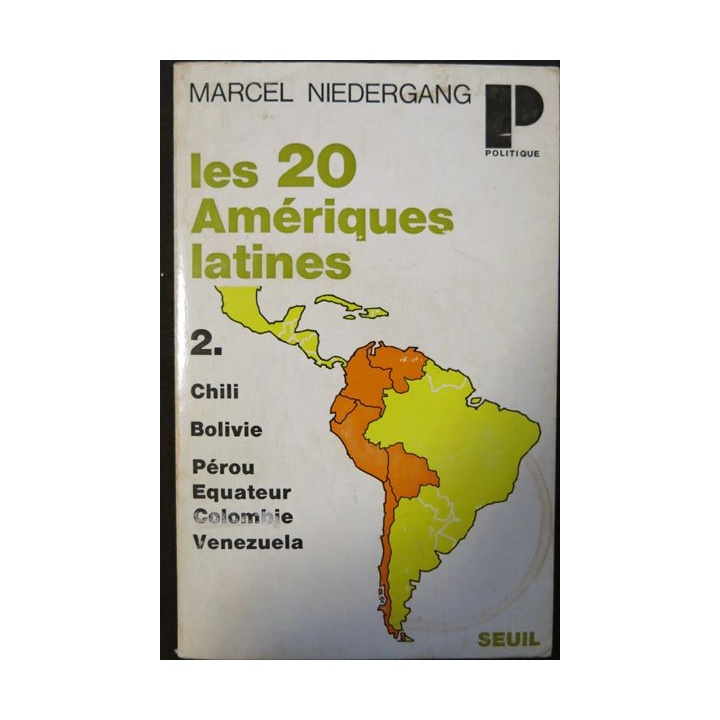 MARCEL NIEDERGANG
P
POLITIQUE
les 20
Amériques
latines
2.
Chili
Bolivie
Pérou
Equateur
Colombie
Venezuela
SEUIL